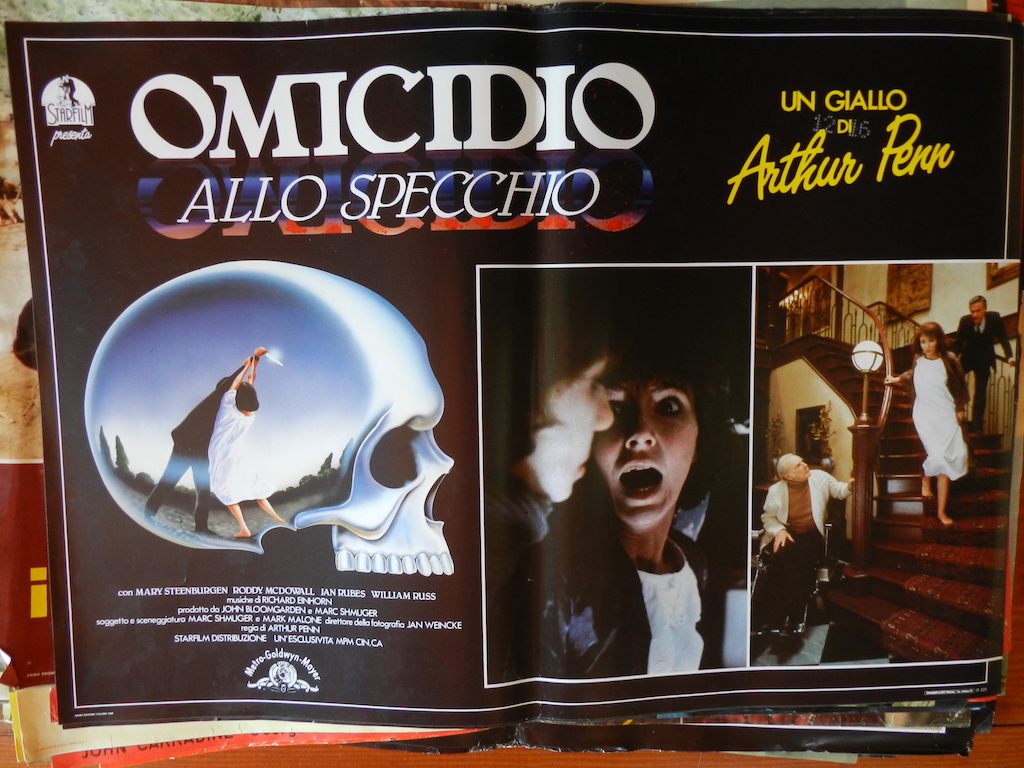 STARFILM
presenta
OMICIDIO
ALLO SPECCHIO
UN GIALLO
DI
Arthur Penn
con MARY STEENBURGEN RODDY MCDOWALL JAN RUBES WILLIAM RUSS
musiche di RICHARD EINHORN
prodotto da JOHN BLOOMGARDEN e MARC SHMUGER
soggetto e sceneggiatura MARC SHMUGER e MARK MALONE direttore della fotografia JAN WEINCKE
regia di ARTHUR PENN
STARFILM DISTRIBUZIONE UN'ESCLUSIVITA MPM CIN.CA
Metro-Goldwyn-Mayer
JOHN CARRADINE